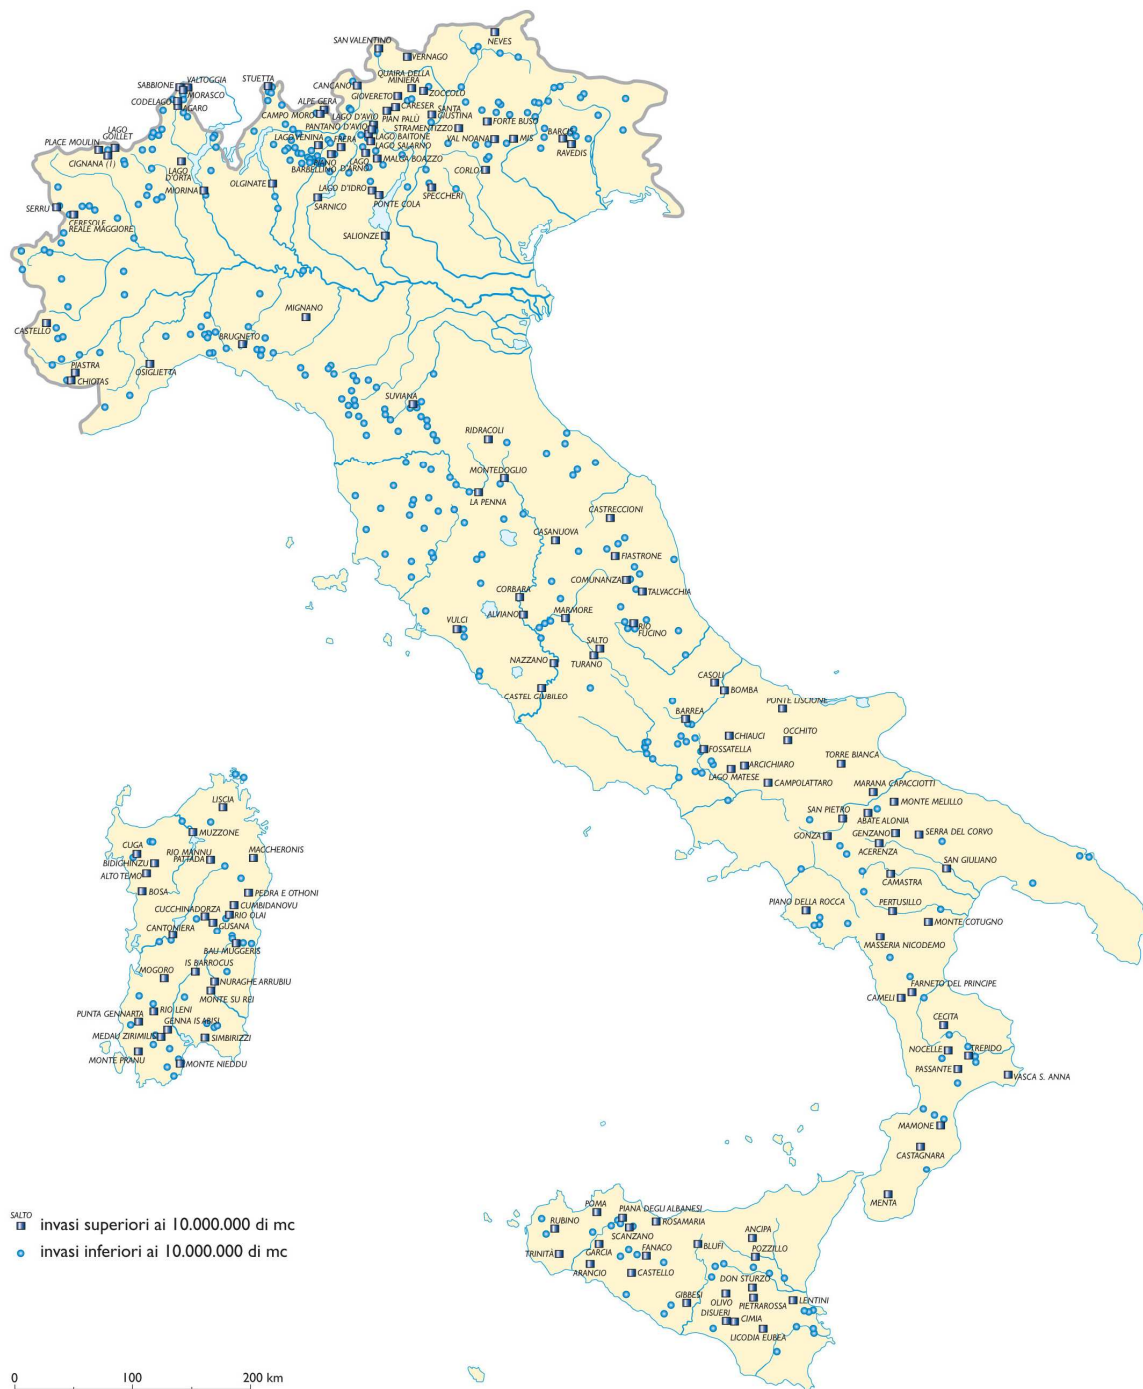 NEVES
SAN VALENTINO
VERNAGO
QUAIRA DELLA
MINIERA
SABBIONE
VALTOGGIA
MORASCO
STUETTA
CANCANO
GIOVERETO
ZOCCOLO
CODELAGO
AGARO
ALPE GERA
CAMPO MORO
CARESER
LAGO D'AVIO
PIAN PALÙ
SANTA
GIUSTINA
PANTANO D'AVIO
STRAMENTIZZO
FORTE BUSO
LAGO
GOILLET
PLACE MOULIN
CIGNANA (1)
LAGO VENINA
FRERA
LAGO BAITONE
LAGO SALARNO
VAL NOANA
MIS
BARCIS
RAVEDIS
LAGO
D'ORTA
BARBELLINO
LAGO
D'ARNO
MALGA BOAZZO
CORLO
MIORINA
OLGINATE
LAGO D'IDRO
SPECCHERI
SARNICO
PONTE COLA
SERRU
CERESOLE
REALE MAGGIORE
SALIONZE
MIGNANO
CASTELLO
BRUGNETO
PIASTRA
CHIOTAS
OSIGLIETTA
SUVIANA
RIDRACOLI
MONTEDOGLIO
LA PENNA
CASTRECCIONI
CASANUOVA
FIASTRONE
COMUNANZA
TALVACCHIA
CORBARA
ALVIANO
MARMORE
VULCI
RIO
FUCINO
SALTO
TURANO
NAZZANO
CASTEL GIUBILEO
CASOLI
BOMBA
PONTE LISCIONE
BARREA
CHIAUCI
OCCHITO
FOSSATELLA
TORRE BIANCA
ARCICHIARO
LAGO MATESE
CAMPOLATTARO
MARANA CAPACCIOTTI
MONTE MELILLO
SAN PIETRO
ABATE ALONIA
GONZA
GENZANO
SERRA DEL CORVO
ACERENZA
SAN GIULIANO
CAMASTRA
PIANO DELLA ROCCA
PERTUSILLO
MONTE COTUGNO
MASSERIA NICODEMO
FARNETO DEL PRINCIPE
CAMELI
CECITA
NOCELLE
TREPIDO
PASSANTE
VASCA S. ANNA
MAMONE
CASTAGNARA
MENTA
LISCIA
MUZZONE
CUGA
RIO MANNU
PATTADA
MACCHERONIS
BIDIGHINZU
ALTO TEMO
BOSA
PEDRA E OTHONI
CUMBIDANOVU
CUCCHINADORZA
RIO OLAI
GUSANA
CANTONIERA
BAU MUGGERIS
IS BARROCUS
MOGORO
NURAGHE ARRUBIU
MONTE SU REI
PUNTA GENNARTA
RIO LENI
GENNA IS ABISI
MEDAU ZIRIMILIS
SIMBIRIZZI
MONTE PRANU
MONTE NIEDDU
POMA
PIANA DEGLI ALBANESI
RUBINO
ROSAMARIA
SCANZANO
ANCIPA
TRINITÀ
GARCIA
FANACO
BLUFI
POZZILLO
ARANCIO
CASTELLO
DON STURZO
GIBBESI
OLIVO
PIETRAROSSA
LENTINI
DISUERI
CIMIA
LICODIA EUBEA
SALTO
invasi superiori ai 10.000.000 di mc
invasi inferiori ai 10.000.000 di mc
0 100 200 km